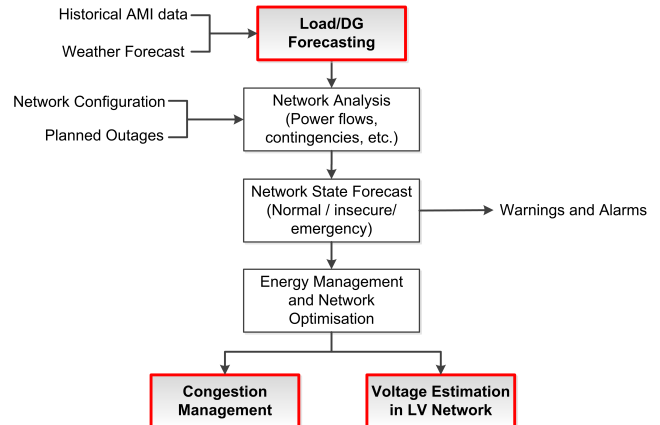 Historical AMI data
Weather Forecast
Load/DG
Forecasting
Network Configuration
Planned Outages
Network Analysis
(Power flows,
contingencies, etc.)
Network State Forecast
(Normal / insecure/
emergency)
Warnings and Alarms
Energy Management
and Network
Optimisation
Congestion
Management
Voltage Estimation
in LV Network